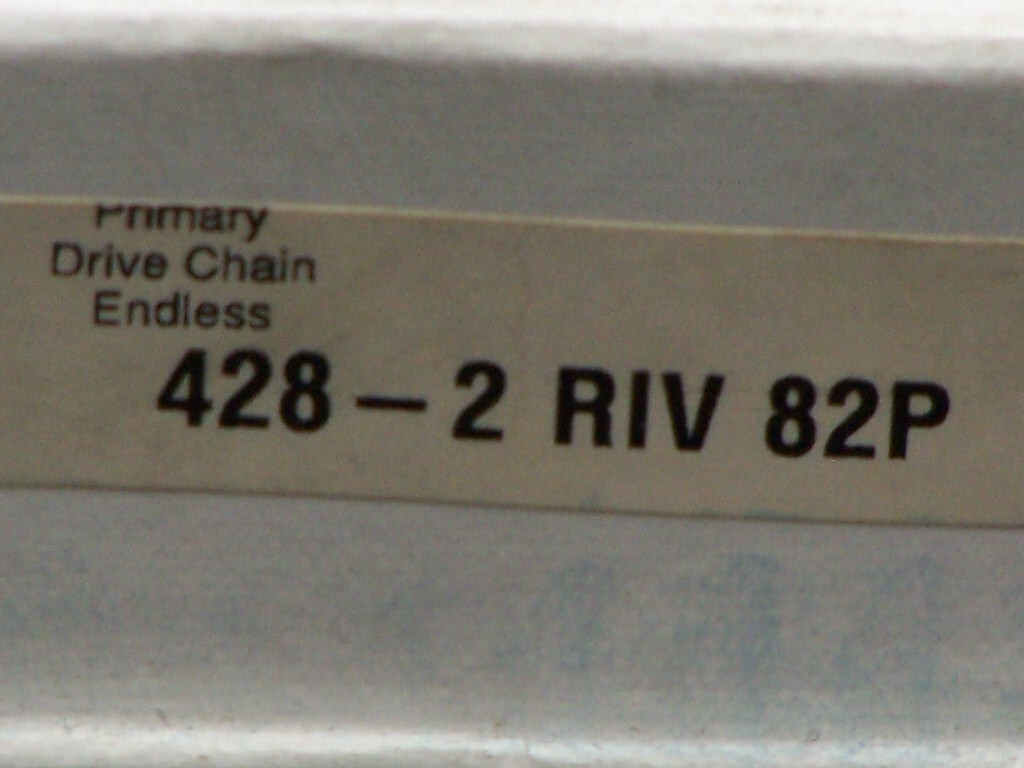 Primary
Drive Chain
Endless
428 – 2 RIV 82P